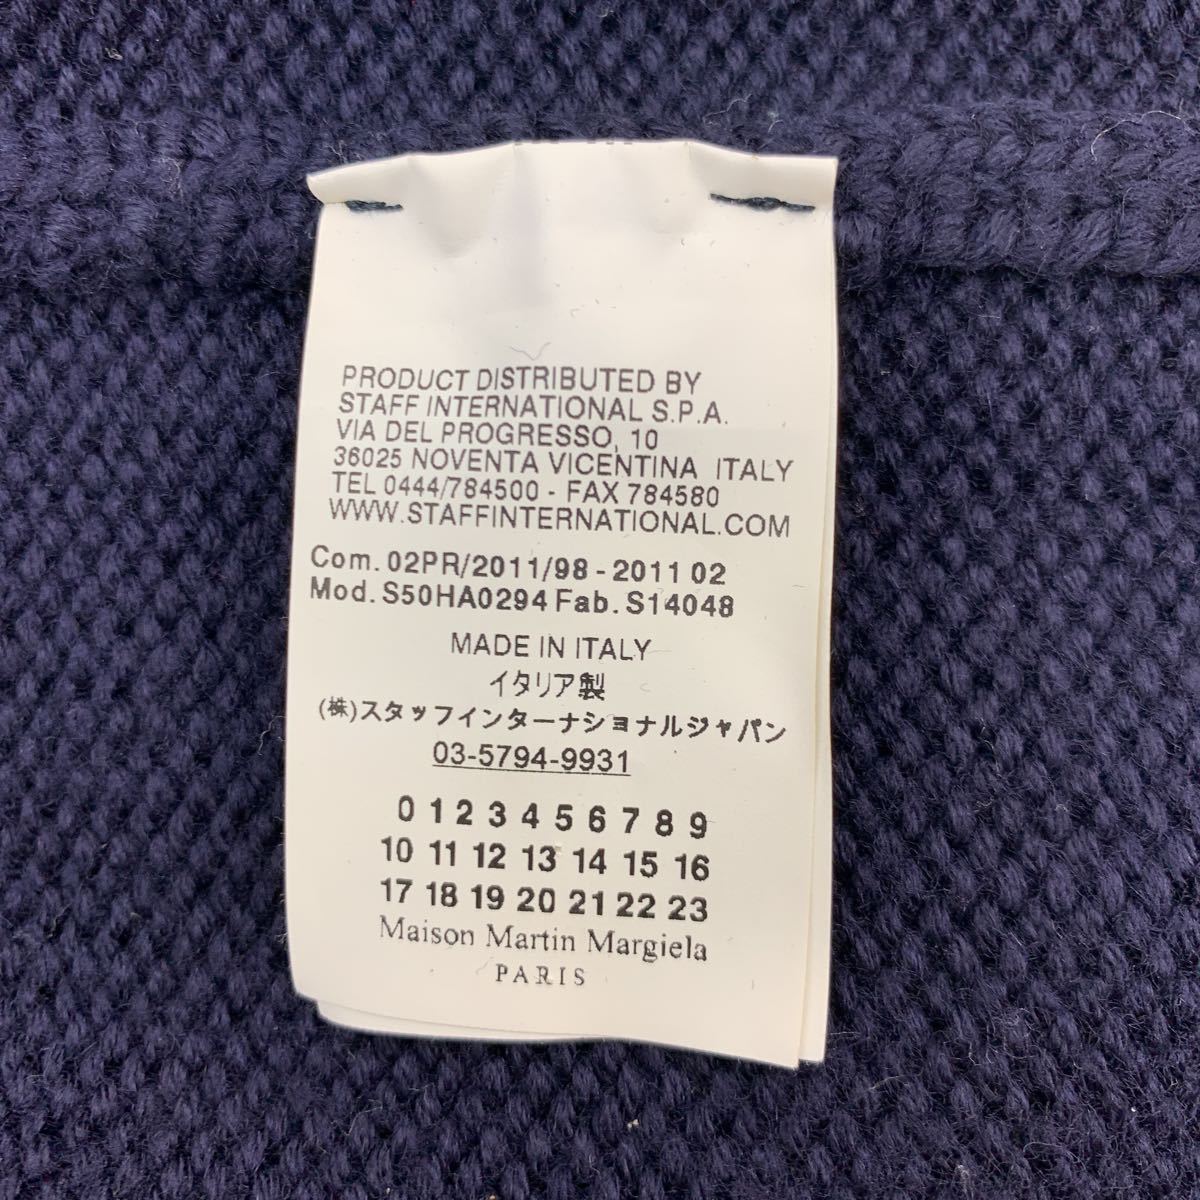 PRODUCT DISTRIBUTED BY
STAFF INTERNATIONAL S.P.A.
VIA DEL PROGRESSO, 10
36025 NOVENTA VICENTINA ITALY
TEL 0444/784500 - FAX 784580
WWW.STAFFINTERNATIONAL.COM
Com. 02PR/2011/98 - 2011 02
Mod. S50HA0294 Fab. S14048
MADE IN ITALY
イタリア製
(株)スタッフインターナショナルジャパン
03-5794-9931
0 1 2 3 4 5 6 7 8 9
10 11 12 13 14 15 16
17 18 19 20 21 22 23
Maison Martin Margiela
PARIS